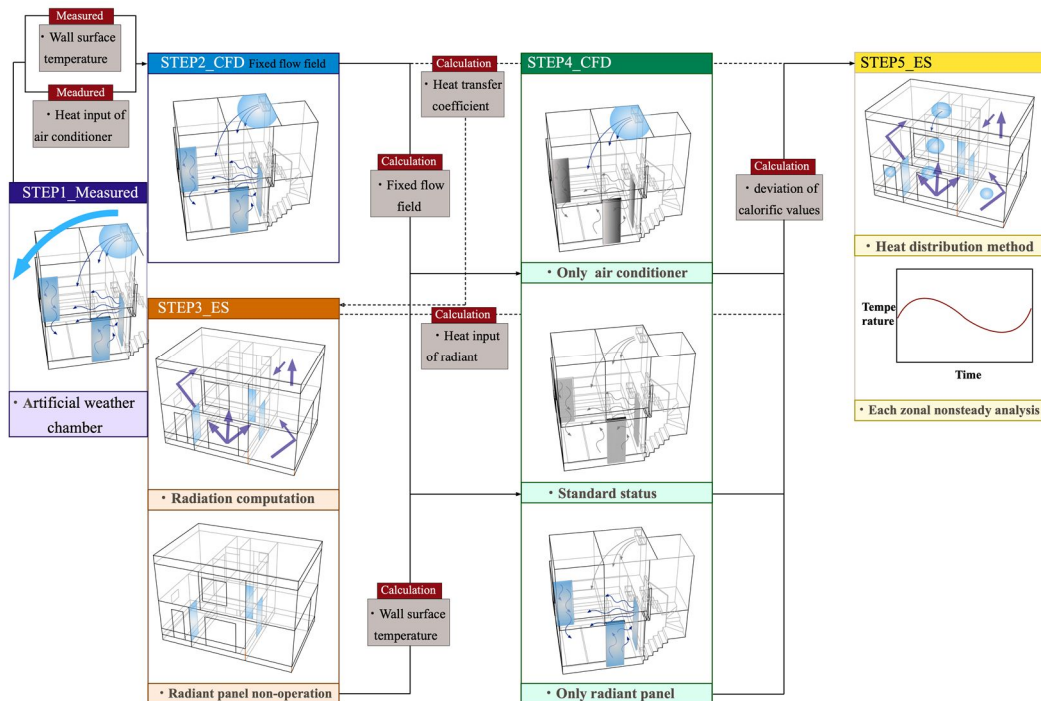 Measured
・Wall surface
temperature
Meadured
・Heat input of
air conditioner
STEP1_Measured
・Artificial weather
chamber
STEP2_CFD Fixed flow field
STEP3_ES
・Radiation computation
・Radiant panel non-operation
Calculation
・Heat transfer
coefficient
Calculation
・Fixed flow
field
Calculation
・Heat input
of radiant
Calculation
・Wall surface
temperature
STEP4_CFD
・Only air conditioner
・Standard status
・Only radiant panel
Calculation
・deviation of
calorific values
STEP5_ES
・Heat distribution method
Tempe
rature
Time
・Each zonal nonsteady analysis